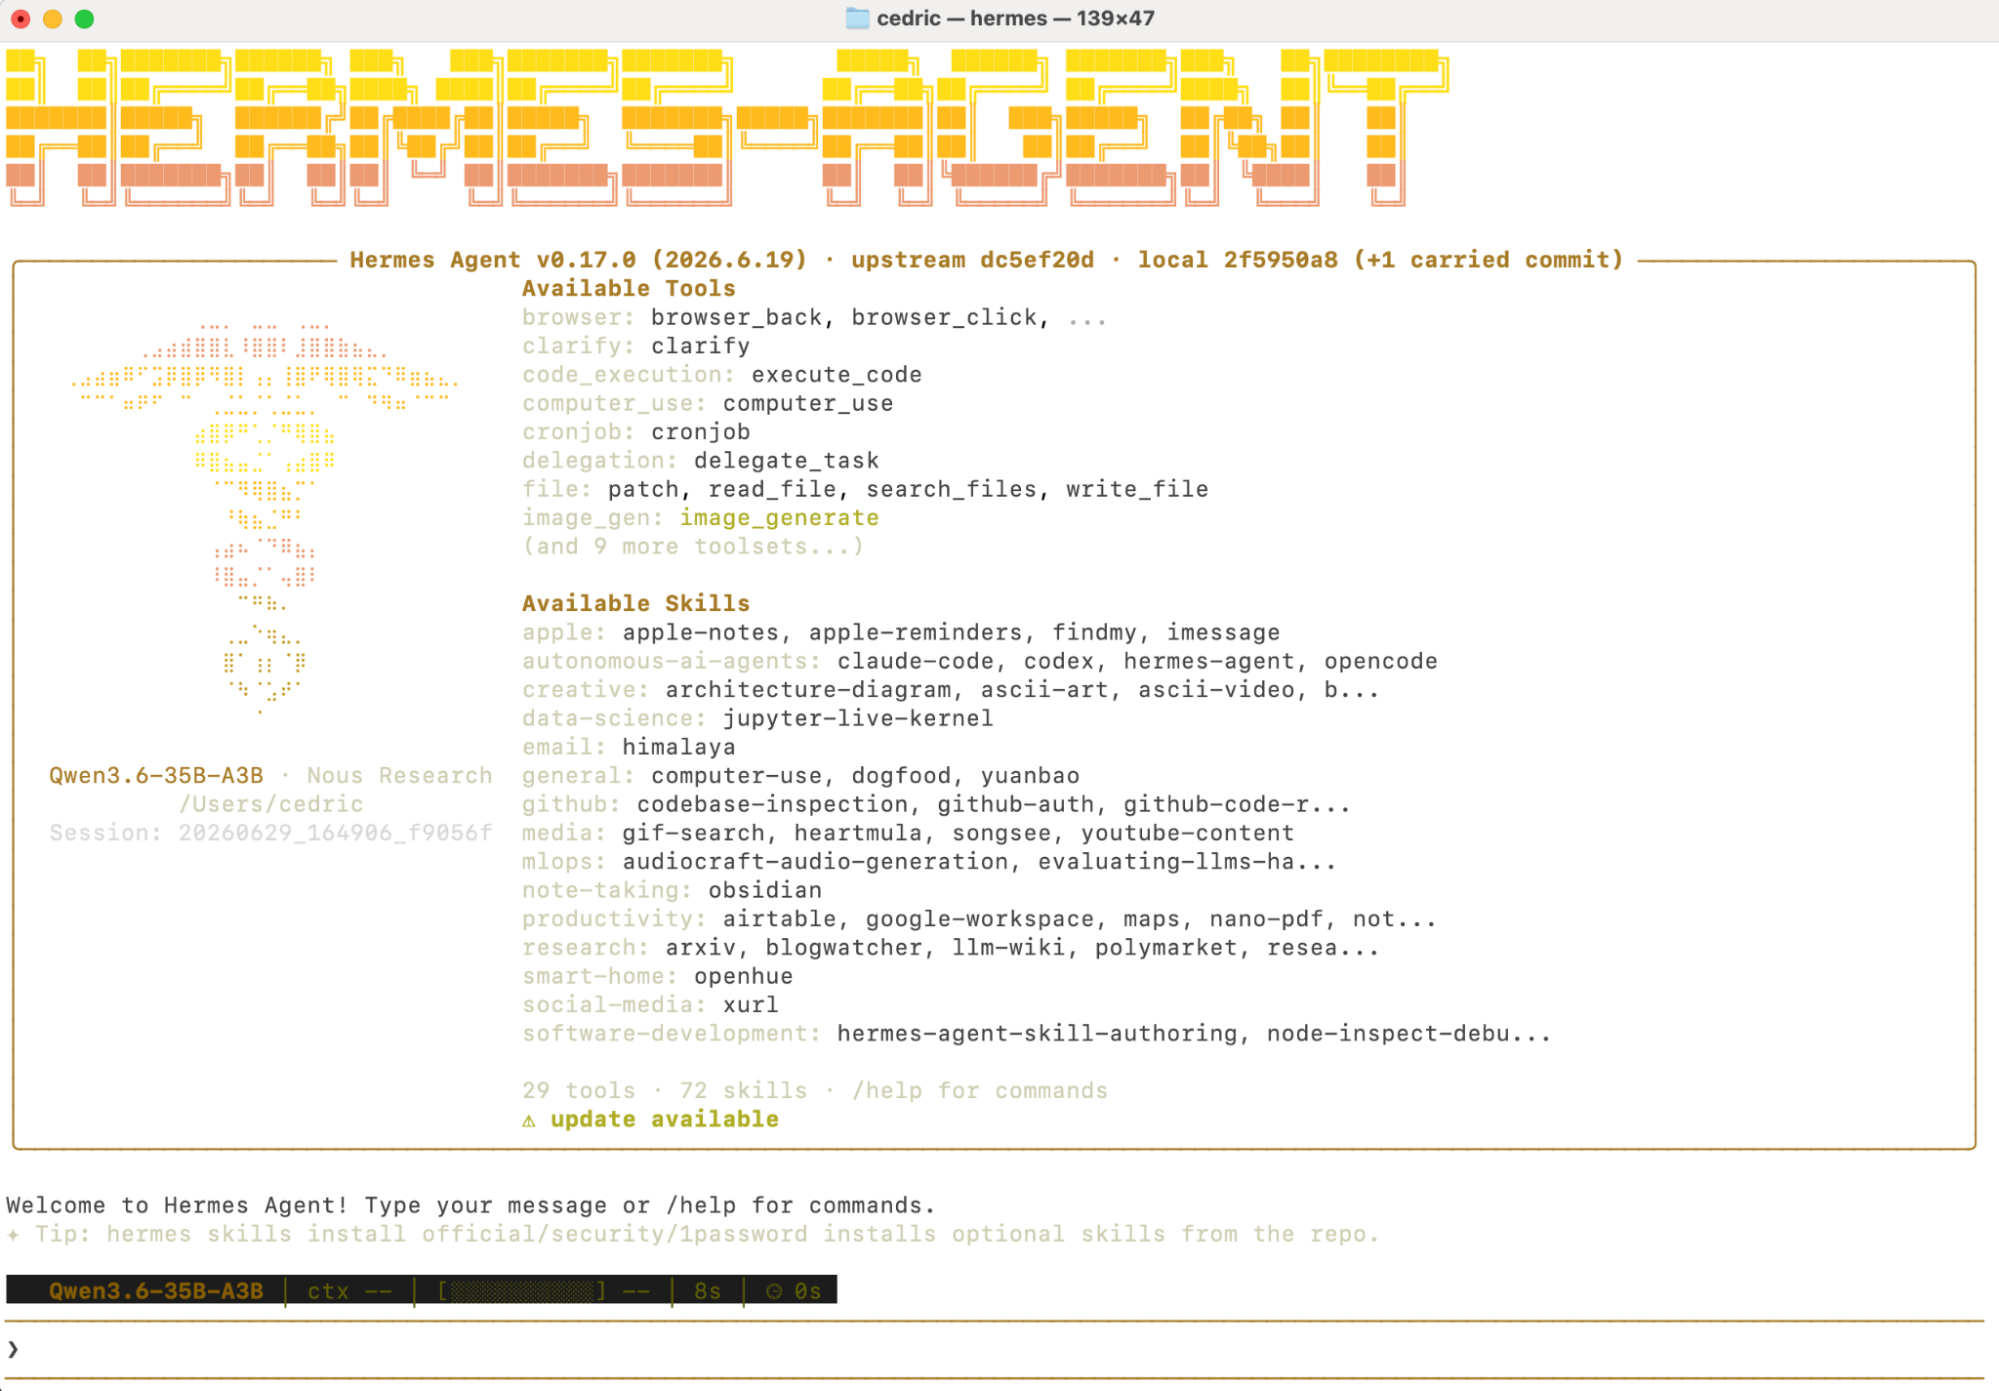 cedric — hermes — 139×47
HERMES-AGENT
Hermes Agent v0.17.0 (2026.6.19) · upstream dc5ef20d · local 2f5950a8 (+1 carried commit)
Available Tools
browser: browser_back, browser_click, ...
clarify: clarify
code_execution: execute_code
computer_use: computer_use
cronjob: cronjob
delegation: delegate_task
file: patch, read_file, search_files, write_file
image_gen: image_generate
(and 9 more toolsets...)
Available Skills
apple: apple-notes, apple-reminders, findmy, imessage
autonomous-ai-agents: claude-code, codex, hermes-agent, opencode
creative: architecture-diagram, ascii-art, ascii-video, b...
data-science: jupyter-live-kernel
email: himalaya
general: computer-use, dogfood, yuanbao
github: codebase-inspection, github-auth, github-code-r...
media: gif-search, heartmula, songsee, youtube-content
mlops: audiocraft-audio-generation, evaluating-llms-ha...
note-taking: obsidian
productivity: airtable, google-workspace, maps, nano-pdf, not...
research: arxiv, blogwatcher, llm-wiki, polymarket, resea...
smart-home: openhue
social-media: xurl
software-development: hermes-agent-skill-authoring, node-inspect-debu...
29 tools · 72 skills · /help for commands
⚠ update available
Qwen3.6-35B-A3B · Nous Research
/Users/cedric
Session: 20260629_164906_f9056f
Welcome to Hermes Agent! Type your message or /help for commands.
✦ Tip: hermes skills install official/security/1password installs optional skills from the repo.
Qwen3.6-35B-A3B │ ctx -- │ [░░░░░░░░░░] -- │ 8s │ ⏲ 0s
❯